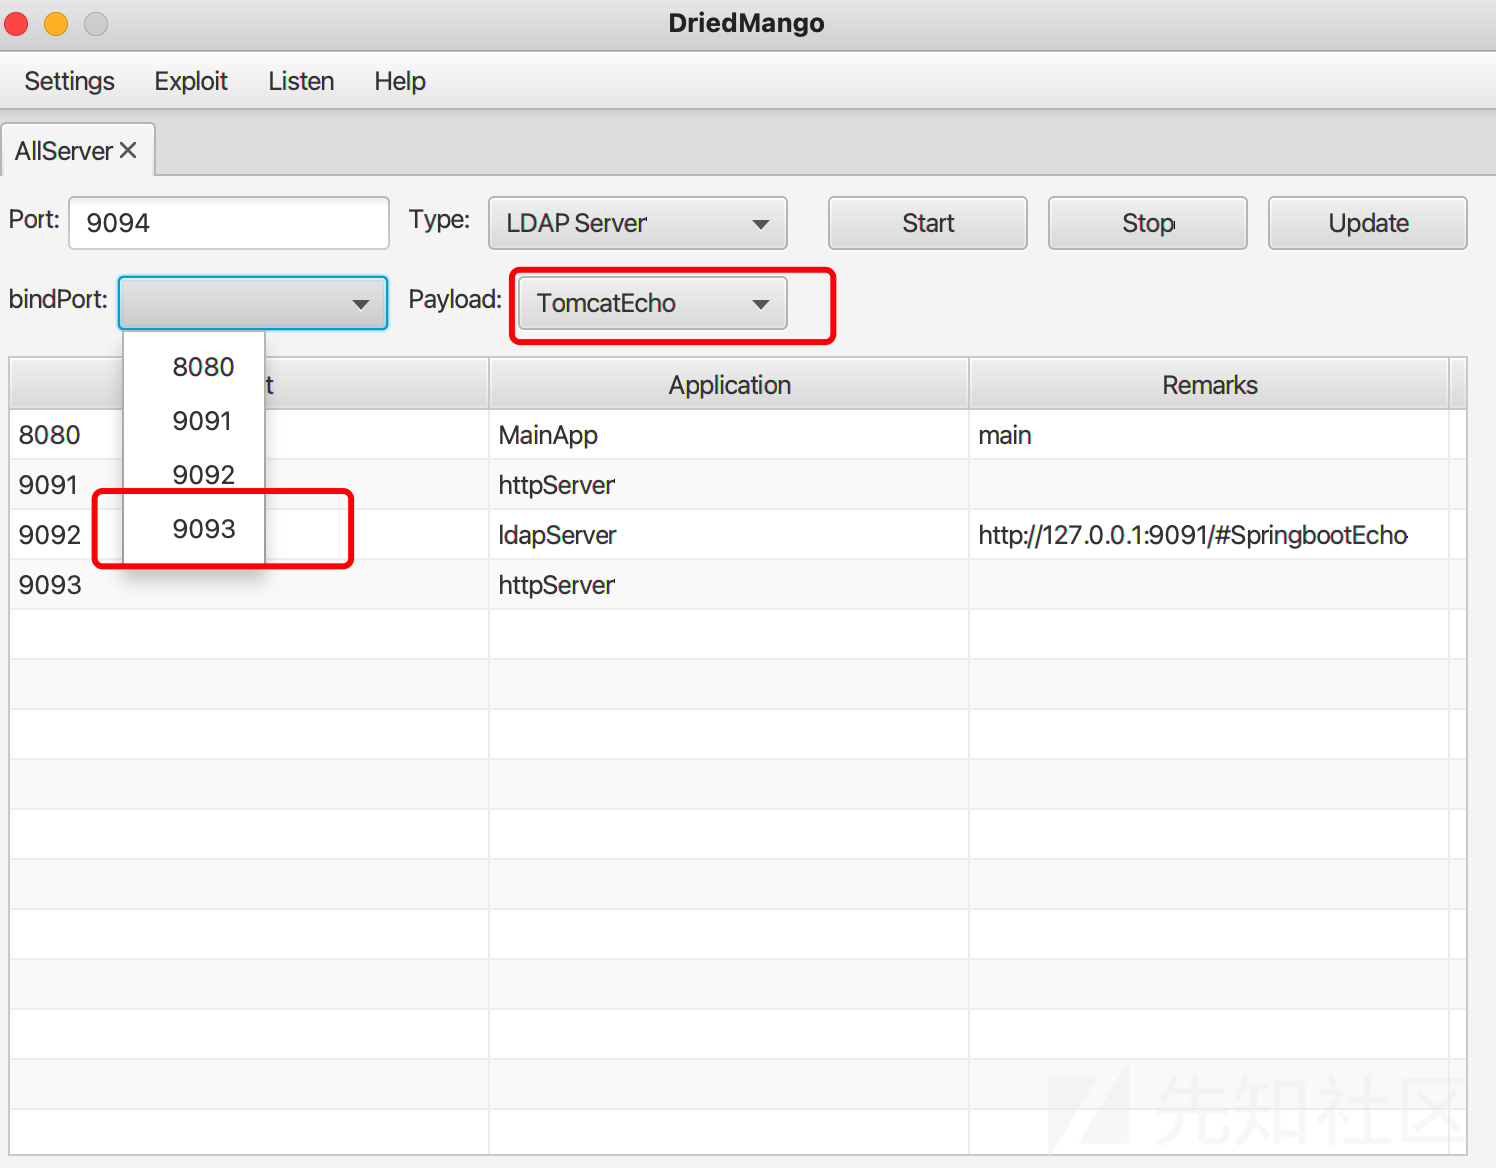 DriedMango
Settings Exploit Listen Help
AllServer
Port: 9094 Type: LDAP Server Start Stop Update
bindPort: Payload: TomcatEcho
8080
9091
9092
9093
t Application Remarks
8080 MainApp main
9091 httpServer
9092 ldapServer http://127.0.0.1:9091/#SpringbootEcho
9093 httpServer
先知社区